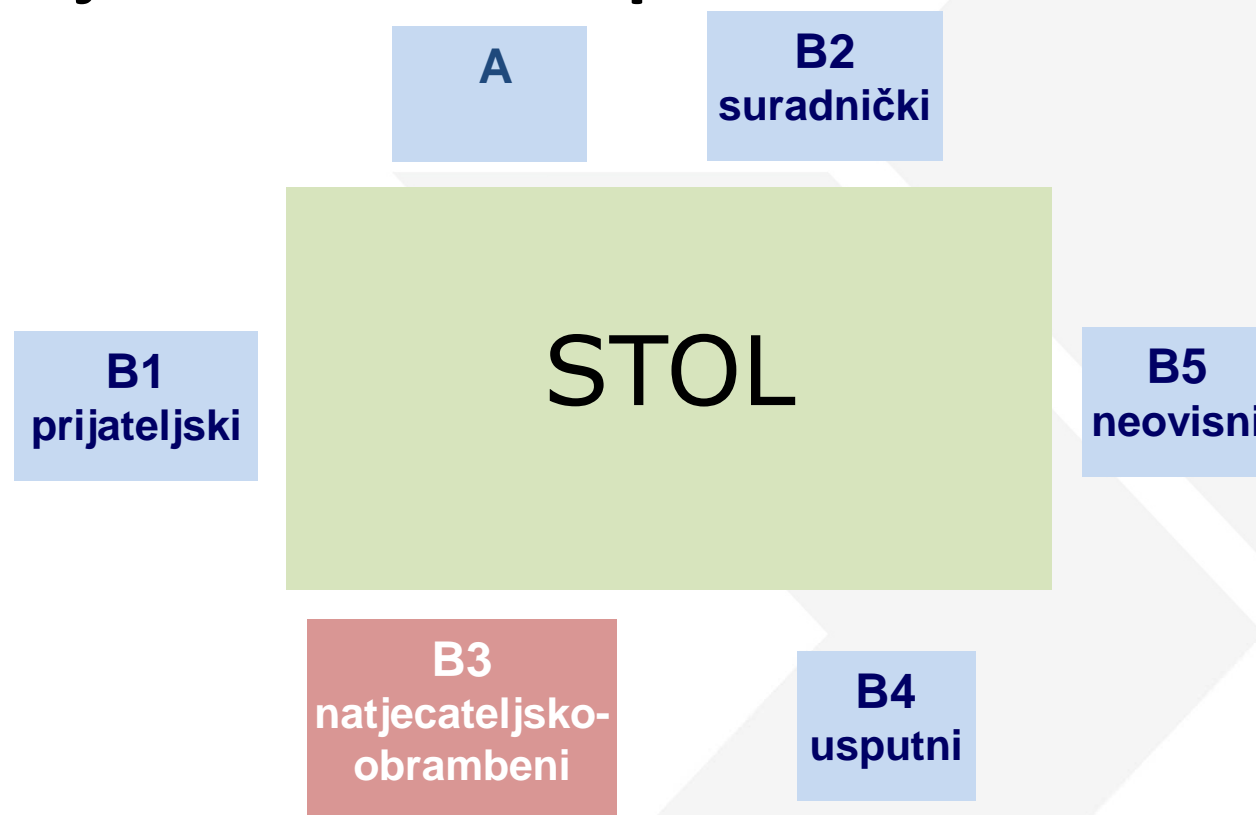 A
B2
suradnički
STOL
B1
prijateljski
B5
neovisni
B3
natjecateljsko-
obrambeni
B4
usputni